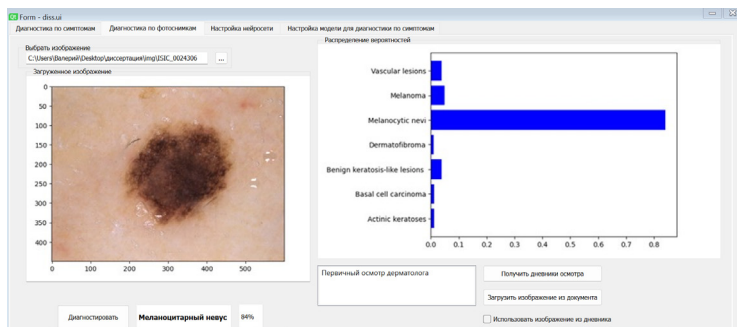 Form - diss.ui
Диагностика по симптомам Диагностика по фотоснимкам Настройка нейросети Настройка модели для диагностики по симптомам
Выбрать изображение
C:\Users\Валерий\Desktop\диссертация\img\ISIC_0024306 ...
Загруженное изображение
0
50
100
150
200
250
300
350
400
0 100 200 300 400 500
Распределение вероятностей
Vascular lesions
Melanoma
Melanocytic nevi
Dermatofibroma
Benign keratosis-like lesions
Basal cell carcinoma
Actinic keratoses
0.0 0.1 0.2 0.3 0.4 0.5 0.6 0.7 0.8
Первичный осмотр дерматолога
Получить дневники осмотра
Загрузить изображение из документа
Использовать изображение из дневника
Диагностировать Меланоцитарный невус 84%